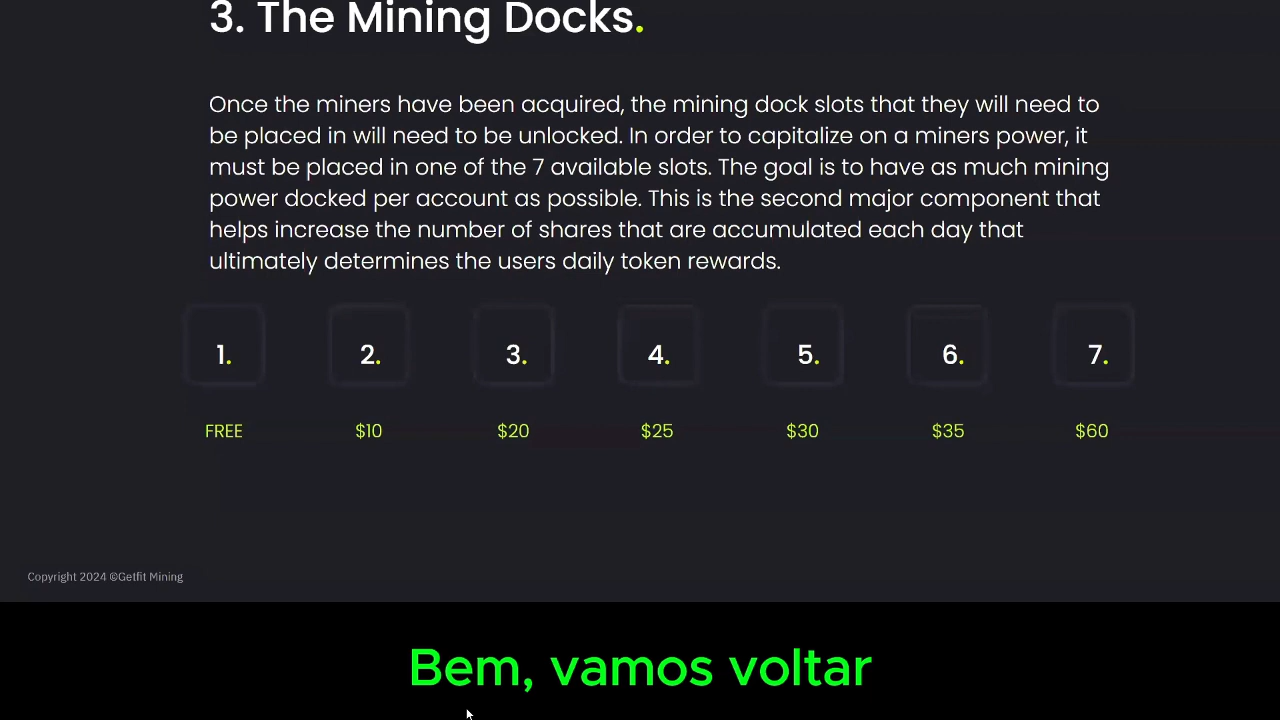 3. The Mining Docks.
Once the miners have been acquired, the mining dock slots that they will need to
be placed in will need to be unlocked. In order to capitalize on a miners power, it
must be placed in one of the 7 available slots. The goal is to have as much mining
power docked per account as possible. This is the second major component that
helps increase the number of shares that are accumulated each day that
ultimately determines the users daily token rewards.
1. 2. 3. 4. 5. 6. 7.
FREE $10 $20 $25 $30 $35 $60
Copyright 2024 ©Getfit Mining
Bem, vamos voltar